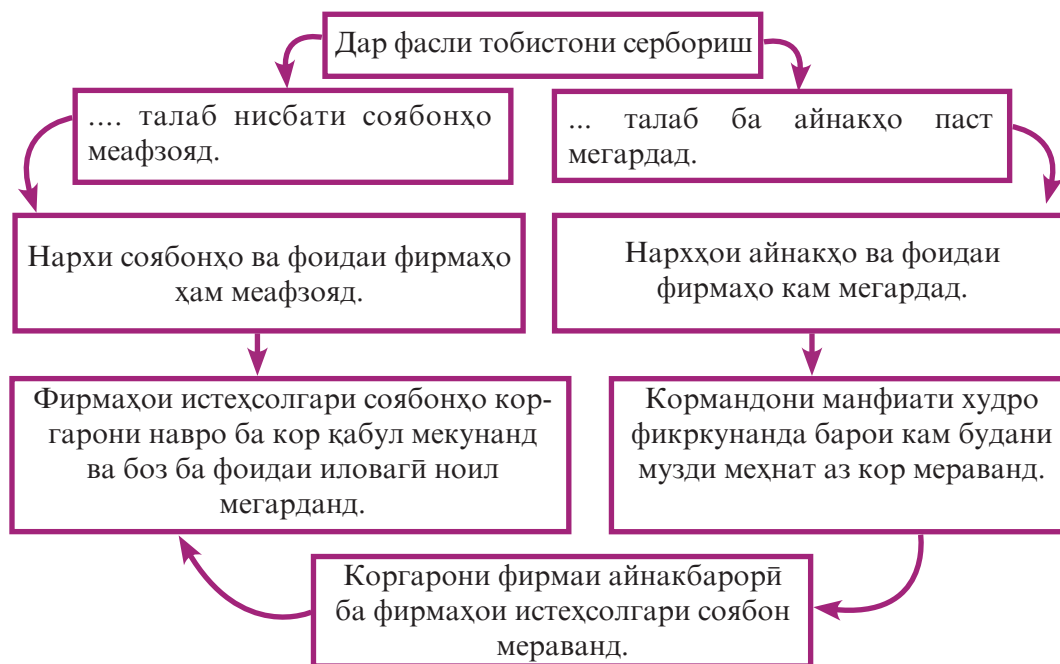 Дар фасли тобистони сербориш
.... талаб нисбати соябонҳо
меафзояд.
... талаб ба айнакҳо паст
мегардад.
Нархи соябонҳо ва фоидаи фирмаҳо
ҳам меафзояд.
Нархҳои айнакҳо ва фоидаи
фирмаҳо кам мегардад.
Фирмаҳои истеҳсолгари соябонҳо кор-
гарони навро ба кор қабул мекунанд
ва боз ба фоидаи иловагӣ ноил
мегарданд.
Кормандони манфиати худро
фикркунанда барои кам будани
музди меҳнат аз кор мераванд.
Коргарони фирмаи айнакбарорӣ
ба фирмаҳои истеҳсолгари соябон
мераванд.